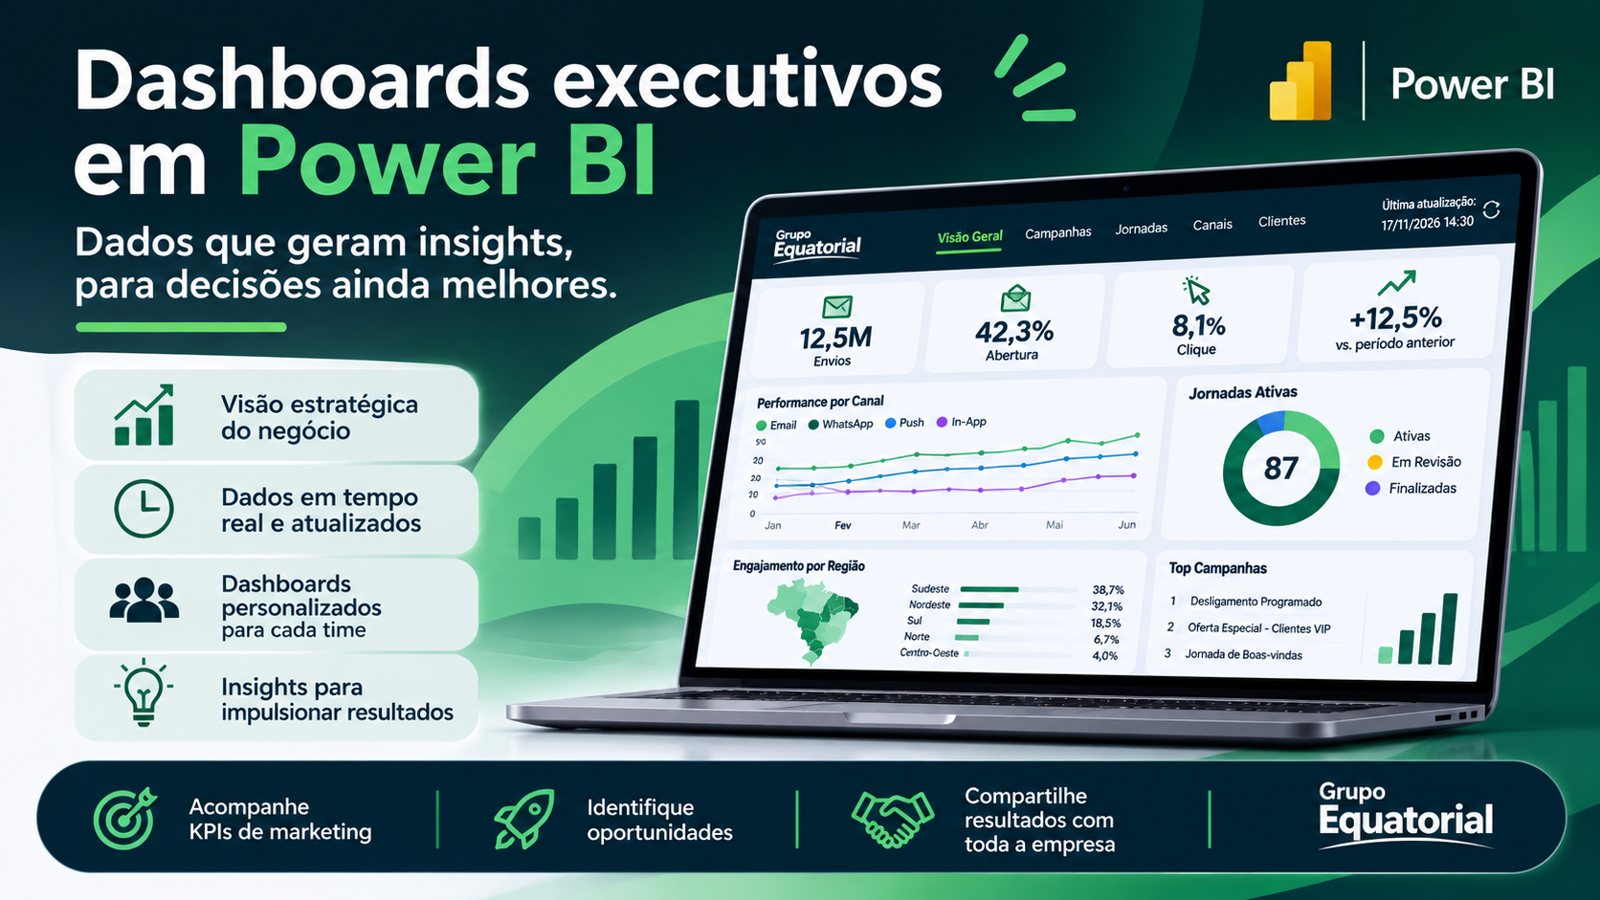 Dashboards executivos
em Power BI
Dados que geram insights,
para decisões ainda melhores.
Power BI
Visão estratégica
do negócio
Dados em tempo
real e atualizados
Dashboards
personalizados
para cada time
Insights para
impulsionar resultados
Grupo
Equatorial
Visão Geral
Campanhas
Jornadas
Canais
Clientes
Última atualização:
17/11/2026 14:30
12,5M
Envios
42,3%
Abertura
8,1%
Clique
+12,5%
vs. período anterior
Performance por Canal
Email
WhatsApp
Push
In-App
20
20
20
0
Jan
Fev
Mar
Abr
Mai
Jun
Jornadas Ativas
87
Ativas
Em Revisão
Finalizadas
Engajamento por Região
Sudeste 38,7%
Nordeste 32,1%
Sul 18,5%
Norte 6,7%
Centro-Oeste 4,0%
Top Campanhas
1 Desligamento Programado
2 Oferta Especial - Clientes VIP
3 Jornada de Boas-vindas
Acompanhe
KPIs de marketing
Identifique
oportunidades
Compartilhe
resultados com
toda a empresa
Grupo
Equatorial